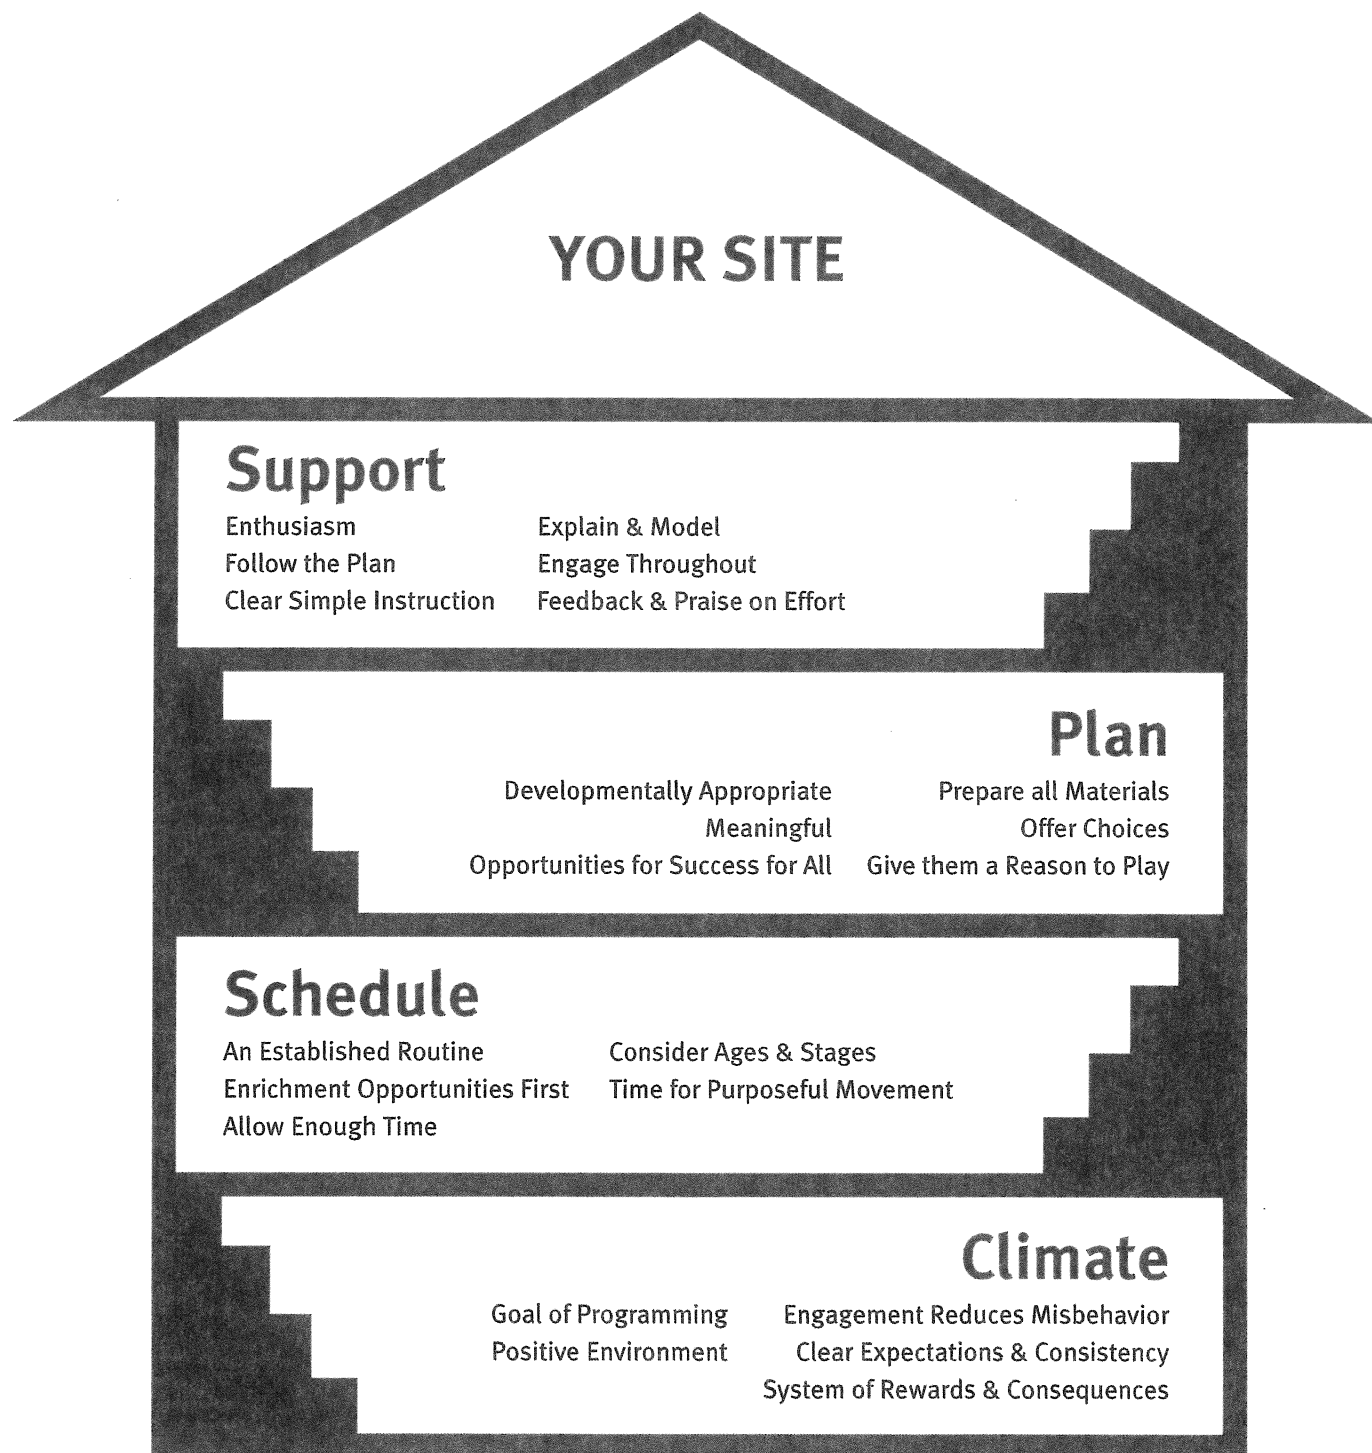 YOUR SITE
Support
Enthusiasm
Follow the Plan
Clear Simple Instruction
Explain & Model
Engage Throughout
Feedback & Praise on Effort
Plan
Developmentally Appropriate
Meaningful
Opportunities for Success for All
Prepare all Materials
Offer Choices
Give them a Reason to Play
Schedule
An Established Routine
Enrichment Opportunities First
Allow Enough Time
Consider Ages & Stages
Time for Purposeful Movement
Climate
Goal of Programming
Positive Environment
Engagement Reduces Misbehavior
Clear Expectations & Consistency
System of Rewards & Consequences